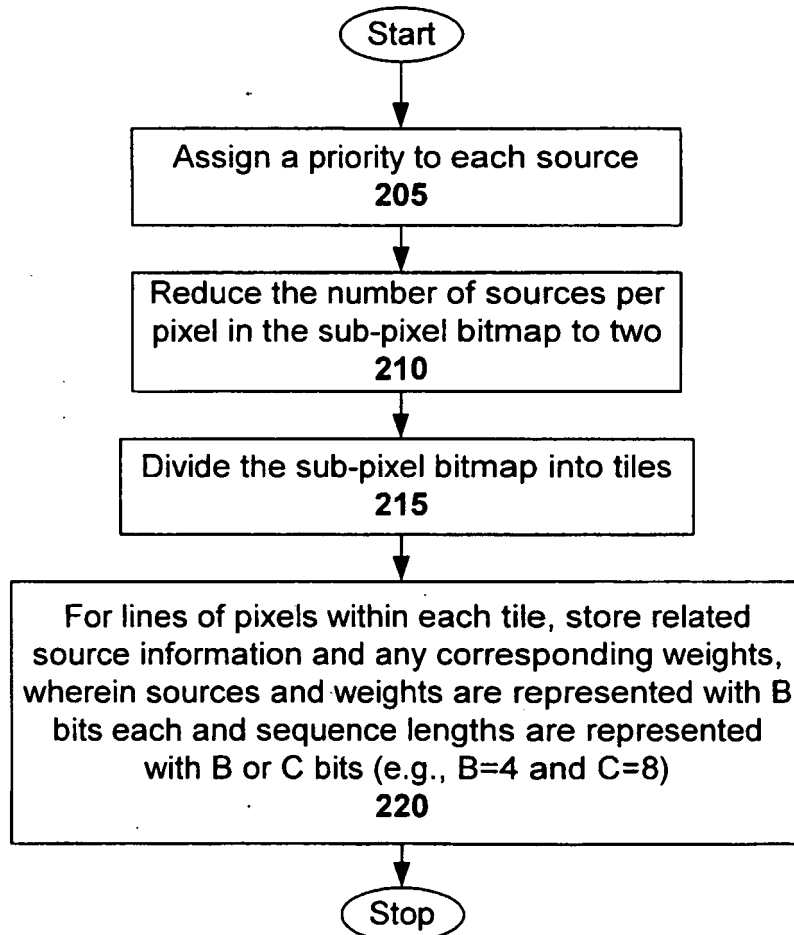 Start
Assign a priority to each source
205
Reduce the number of sources per
pixel in the sub-pixel bitmap to two
210
Divide the sub-pixel bitmap into tiles
215
For lines of pixels within each tile, store related
source information and any corresponding weights,
wherein sources and weights are represented with B
bits each and sequence lengths are represented
with B or C bits (e.g., B=4 and C=8)
220
Stop